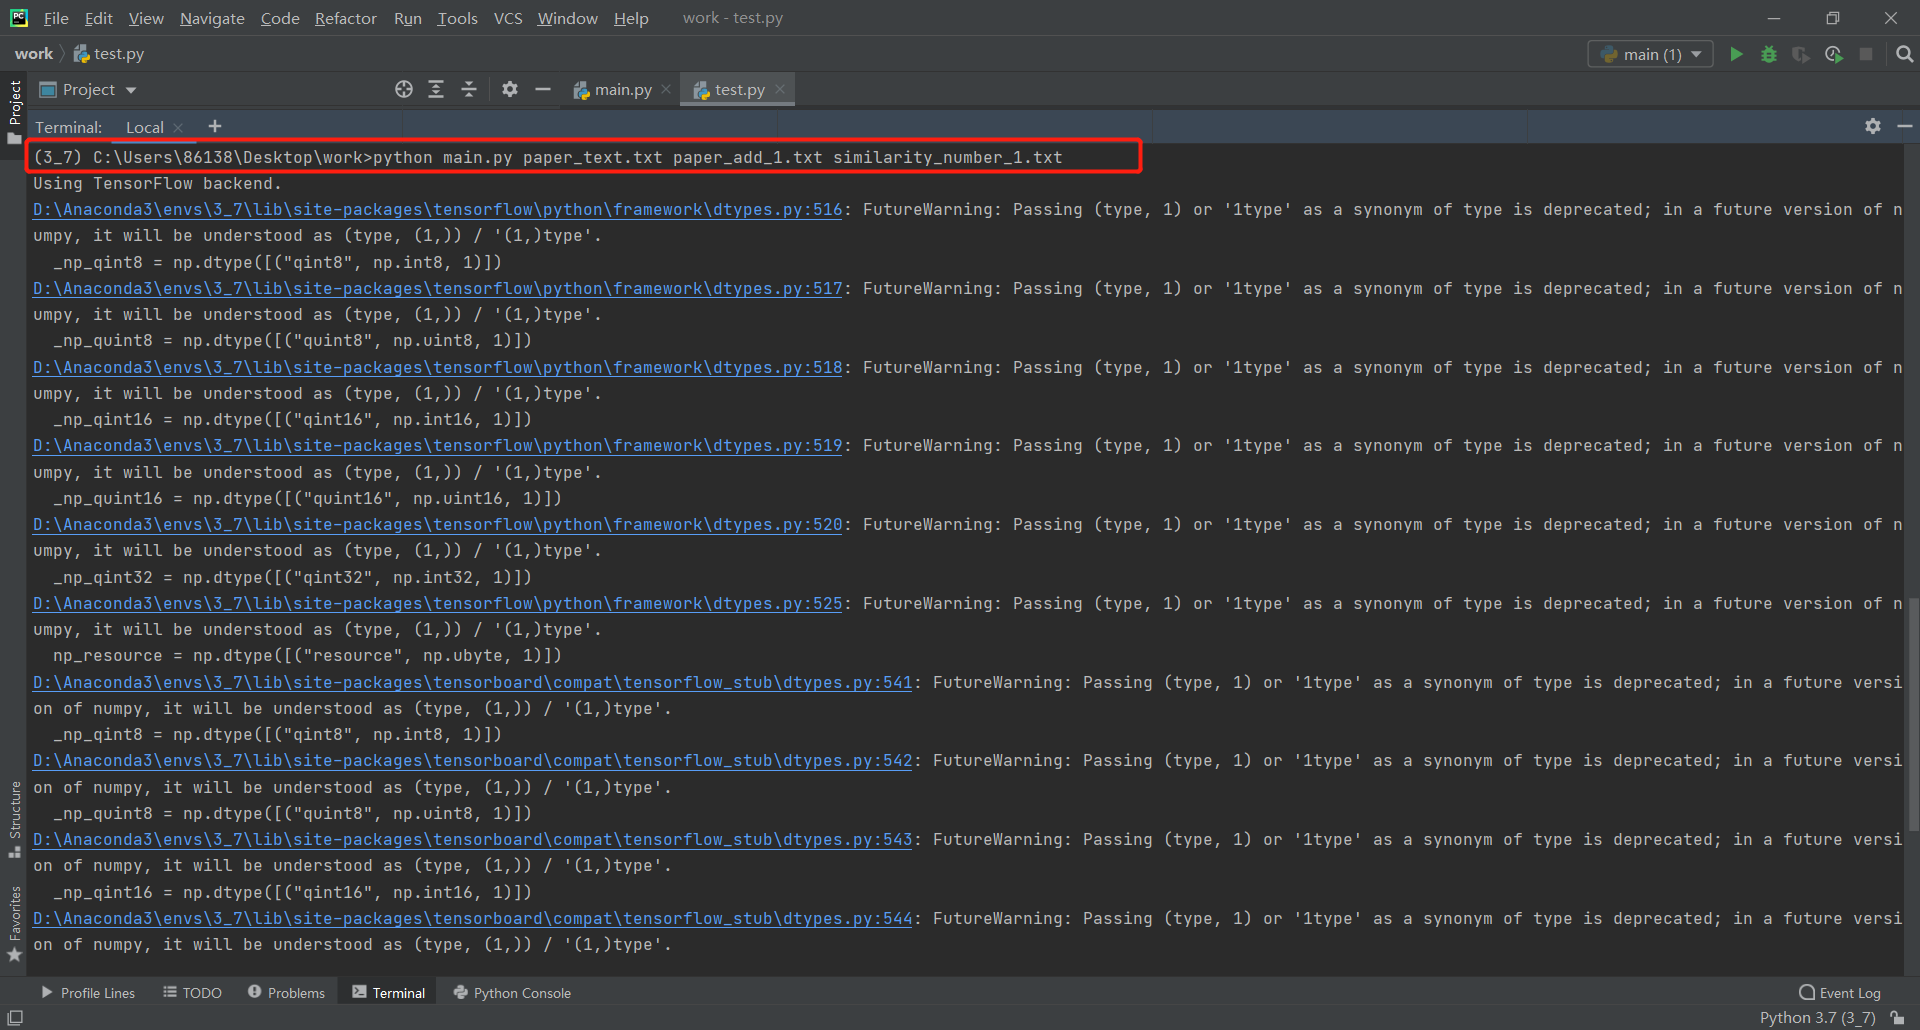 PC File Edit View Navigate Code Refactor Run Tools VCS Window Help work - test.py
work test.py main (1)
Project main.py test.py
Project
Terminal: Local
(3_7) C:\Users\86138\Desktop\work>python main.py paper_text.txt paper_add_1.txt similarity_number_1.txt
Using TensorFlow backend.
D:\Anaconda3\envs\3_7\lib\site-packages\tensorflow\python\framework\dtypes.py:516: FutureWarning: Passing (type, 1) or '1type' as a synonym of type is deprecated; in a future version of n
umpy, it will be understood as (type, (1,)) / '(1,)type'.
  _np_qint8 = np.dtype([("qint8", np.int8, 1)])
D:\Anaconda3\envs\3_7\lib\site-packages\tensorflow\python\framework\dtypes.py:517: FutureWarning: Passing (type, 1) or '1type' as a synonym of type is deprecated; in a future version of n
umpy, it will be understood as (type, (1,)) / '(1,)type'.
  _np_quint8 = np.dtype([("quint8", np.uint8, 1)])
D:\Anaconda3\envs\3_7\lib\site-packages\tensorflow\python\framework\dtypes.py:518: FutureWarning: Passing (type, 1) or '1type' as a synonym of type is deprecated; in a future version of n
umpy, it will be understood as (type, (1,)) / '(1,)type'.
  _np_qint16 = np.dtype([("qint16", np.int16, 1)])
D:\Anaconda3\envs\3_7\lib\site-packages\tensorflow\python\framework\dtypes.py:519: FutureWarning: Passing (type, 1) or '1type' as a synonym of type is deprecated; in a future version of n
umpy, it will be understood as (type, (1,)) / '(1,)type'.
  _np_quint16 = np.dtype([("quint16", np.uint16, 1)])
D:\Anaconda3\envs\3_7\lib\site-packages\tensorflow\python\framework\dtypes.py:520: FutureWarning: Passing (type, 1) or '1type' as a synonym of type is deprecated; in a future version of n
umpy, it will be understood as (type, (1,)) / '(1,)type'.
  _np_qint32 = np.dtype([("qint32", np.int32, 1)])
D:\Anaconda3\envs\3_7\lib\site-packages\tensorflow\python\framework\dtypes.py:525: FutureWarning: Passing (type, 1) or '1type' as a synonym of type is deprecated; in a future version of n
umpy, it will be understood as (type, (1,)) / '(1,)type'.
  np_resource = np.dtype([("resource", np.ubyte, 1)])
D:\Anaconda3\envs\3_7\lib\site-packages\tensorboard\compat\tensorflow_stub\dtypes.py:541: FutureWarning: Passing (type, 1) or '1type' as a synonym of type is deprecated; in a future versi
on of numpy, it will be understood as (type, (1,)) / '(1,)type'.
  _np_qint8 = np.dtype([("qint8", np.int8, 1)])
D:\Anaconda3\envs\3_7\lib\site-packages\tensorboard\compat\tensorflow_stub\dtypes.py:542: FutureWarning: Passing (type, 1) or '1type' as a synonym of type is deprecated; in a future versi
on of numpy, it will be understood as (type, (1,)) / '(1,)type'.
  _np_quint8 = np.dtype([("quint8", np.uint8, 1)])
D:\Anaconda3\envs\3_7\lib\site-packages\tensorboard\compat\tensorflow_stub\dtypes.py:543: FutureWarning: Passing (type, 1) or '1type' as a synonym of type is deprecated; in a future versi
on of numpy, it will be understood as (type, (1,)) / '(1,)type'.
  _np_qint16 = np.dtype([("qint16", np.int16, 1)])
D:\Anaconda3\envs\3_7\lib\site-packages\tensorboard\compat\tensorflow_stub\dtypes.py:544: FutureWarning: Passing (type, 1) or '1type' as a synonym of type is deprecated; in a future versi
on of numpy, it will be understood as (type, (1,)) / '(1,)type'.
Structure
Favorites
Profile Lines TODO Problems Terminal Python Console Event Log
Python 3.7 (3_7)